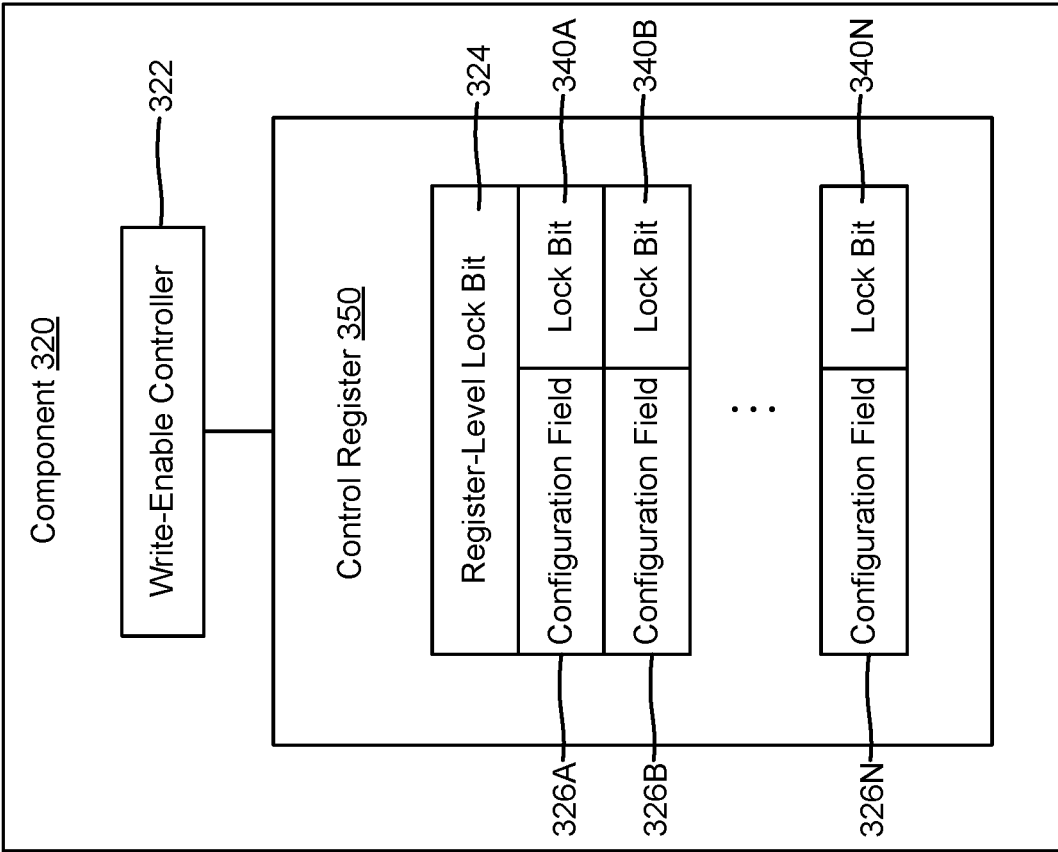 Component 320
Write-Enable Controller
322
Control Register 350
Register-Level Lock Bit
324
326A
Configuration Field
Lock Bit
340A
326B
Configuration Field
Lock Bit
340B
...
326N
Configuration Field
Lock Bit
340N